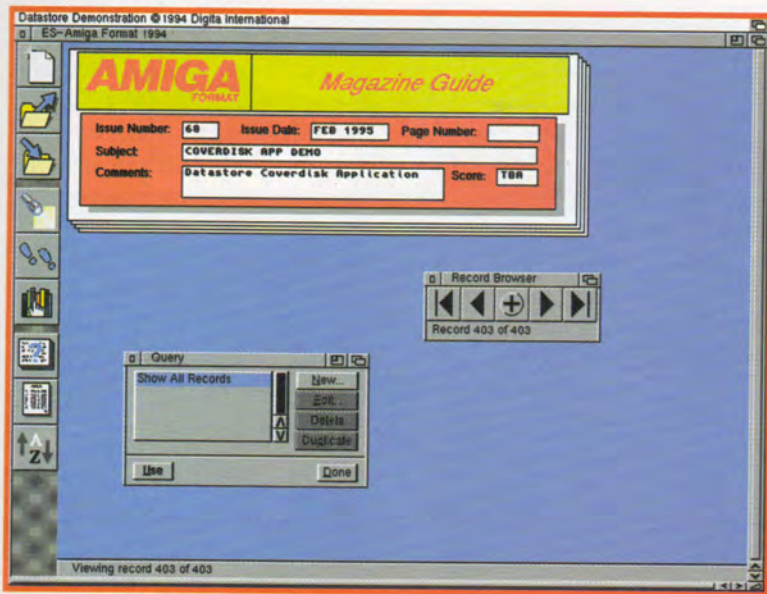 Datastore Demonstration ©1994 Digita International
ES-Amiga Format 1994
AMIGA
FORMAT
Magazine Guide
Issue Number: 68 Issue Date: FEB 1995 Page Number:
Subject: COVERDISK APP DEMO
Comments: Datastore Coverdisk Application Score: TBA
Record Browser
Record 403 of 403
Query
Show All Records
New...
Edit...
Delete
Duplicate
Use
Done
A
Z
Viewing record 403 of 403